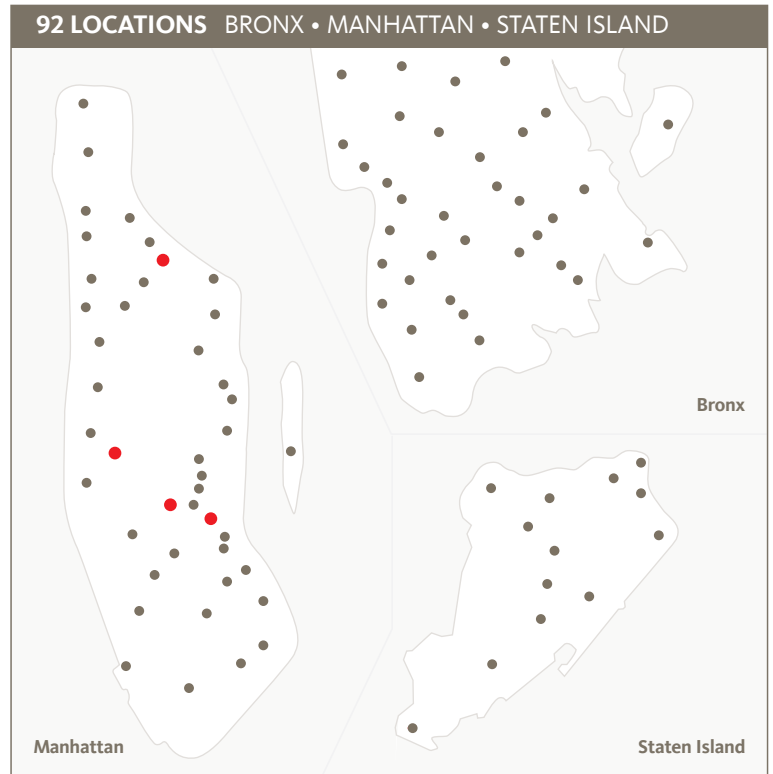 92 LOCATIONS BRONX • MANHATTAN • STATEN ISLAND
Bronx
Manhattan
Staten Island